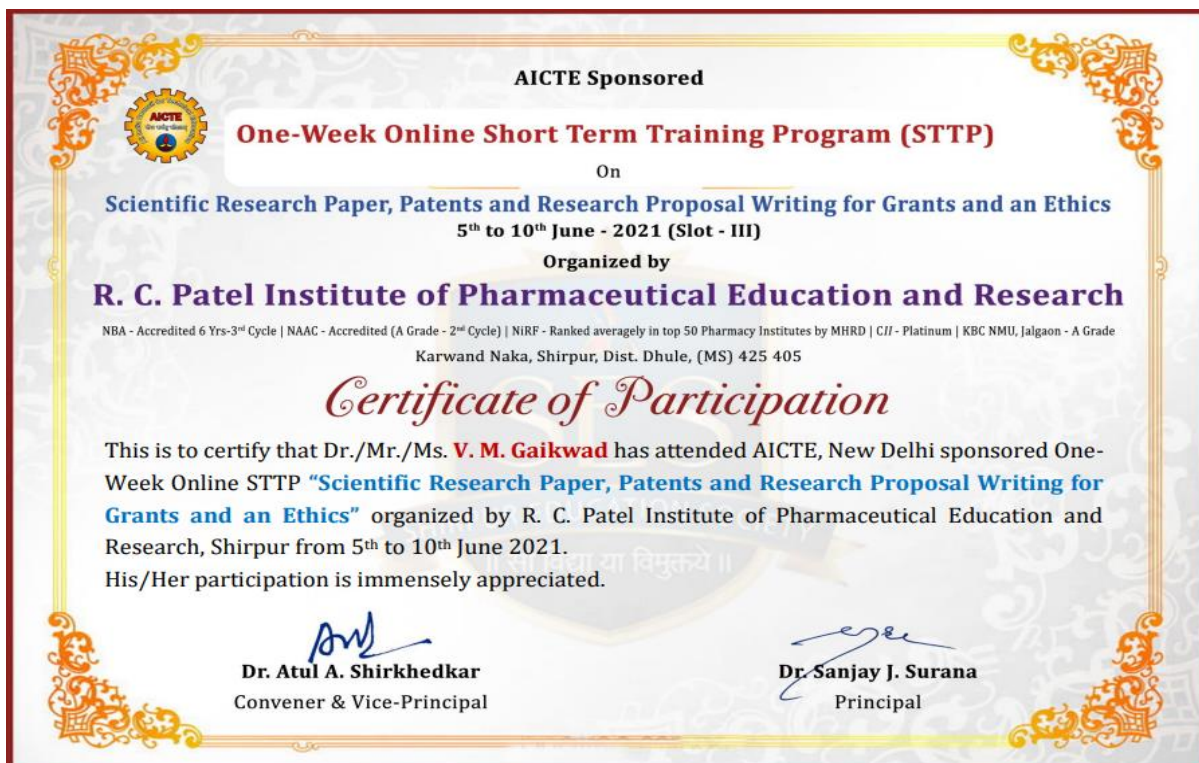 AICTE Sponsored
AICTE
One-Week Online Short Term Training Program (STTP)
On
Scientific Research Paper, Patents and Research Proposal Writing for Grants and an Ethics
5th to 10th June - 2021 (Slot - III)
Organized by
R. C. Patel Institute of Pharmaceutical Education and Research
NBA - Accredited 6 Yrs-3rd Cycle | NAAC - Accredited (A Grade - 2nd Cycle) | NiRF - Ranked averagely in top 50 Pharmacy Institutes by MHRD | CII - Platinum | KBC NMU, Jalgaon - A Grade
Karwand Naka, Shirpur, Dist. Dhule, (MS) 425 405
Certificate of Participation
This is to certify that Dr./Mr./Ms. V. M. Gaikwad has attended AICTE, New Delhi sponsored One-
Week Online STTP “Scientific Research Paper, Patents and Research Proposal Writing for
Grants and an Ethics” organized by R. C. Patel Institute of Pharmaceutical Education and
Research, Shirpur from 5th to 10th June 2021.
॥ सा विद्या या विमुक्तये ॥
His/Her participation is immensely appreciated.
Dr. Atul A. Shirkhedkar
Convener & Vice-Principal
Dr. Sanjay J. Surana
Principal